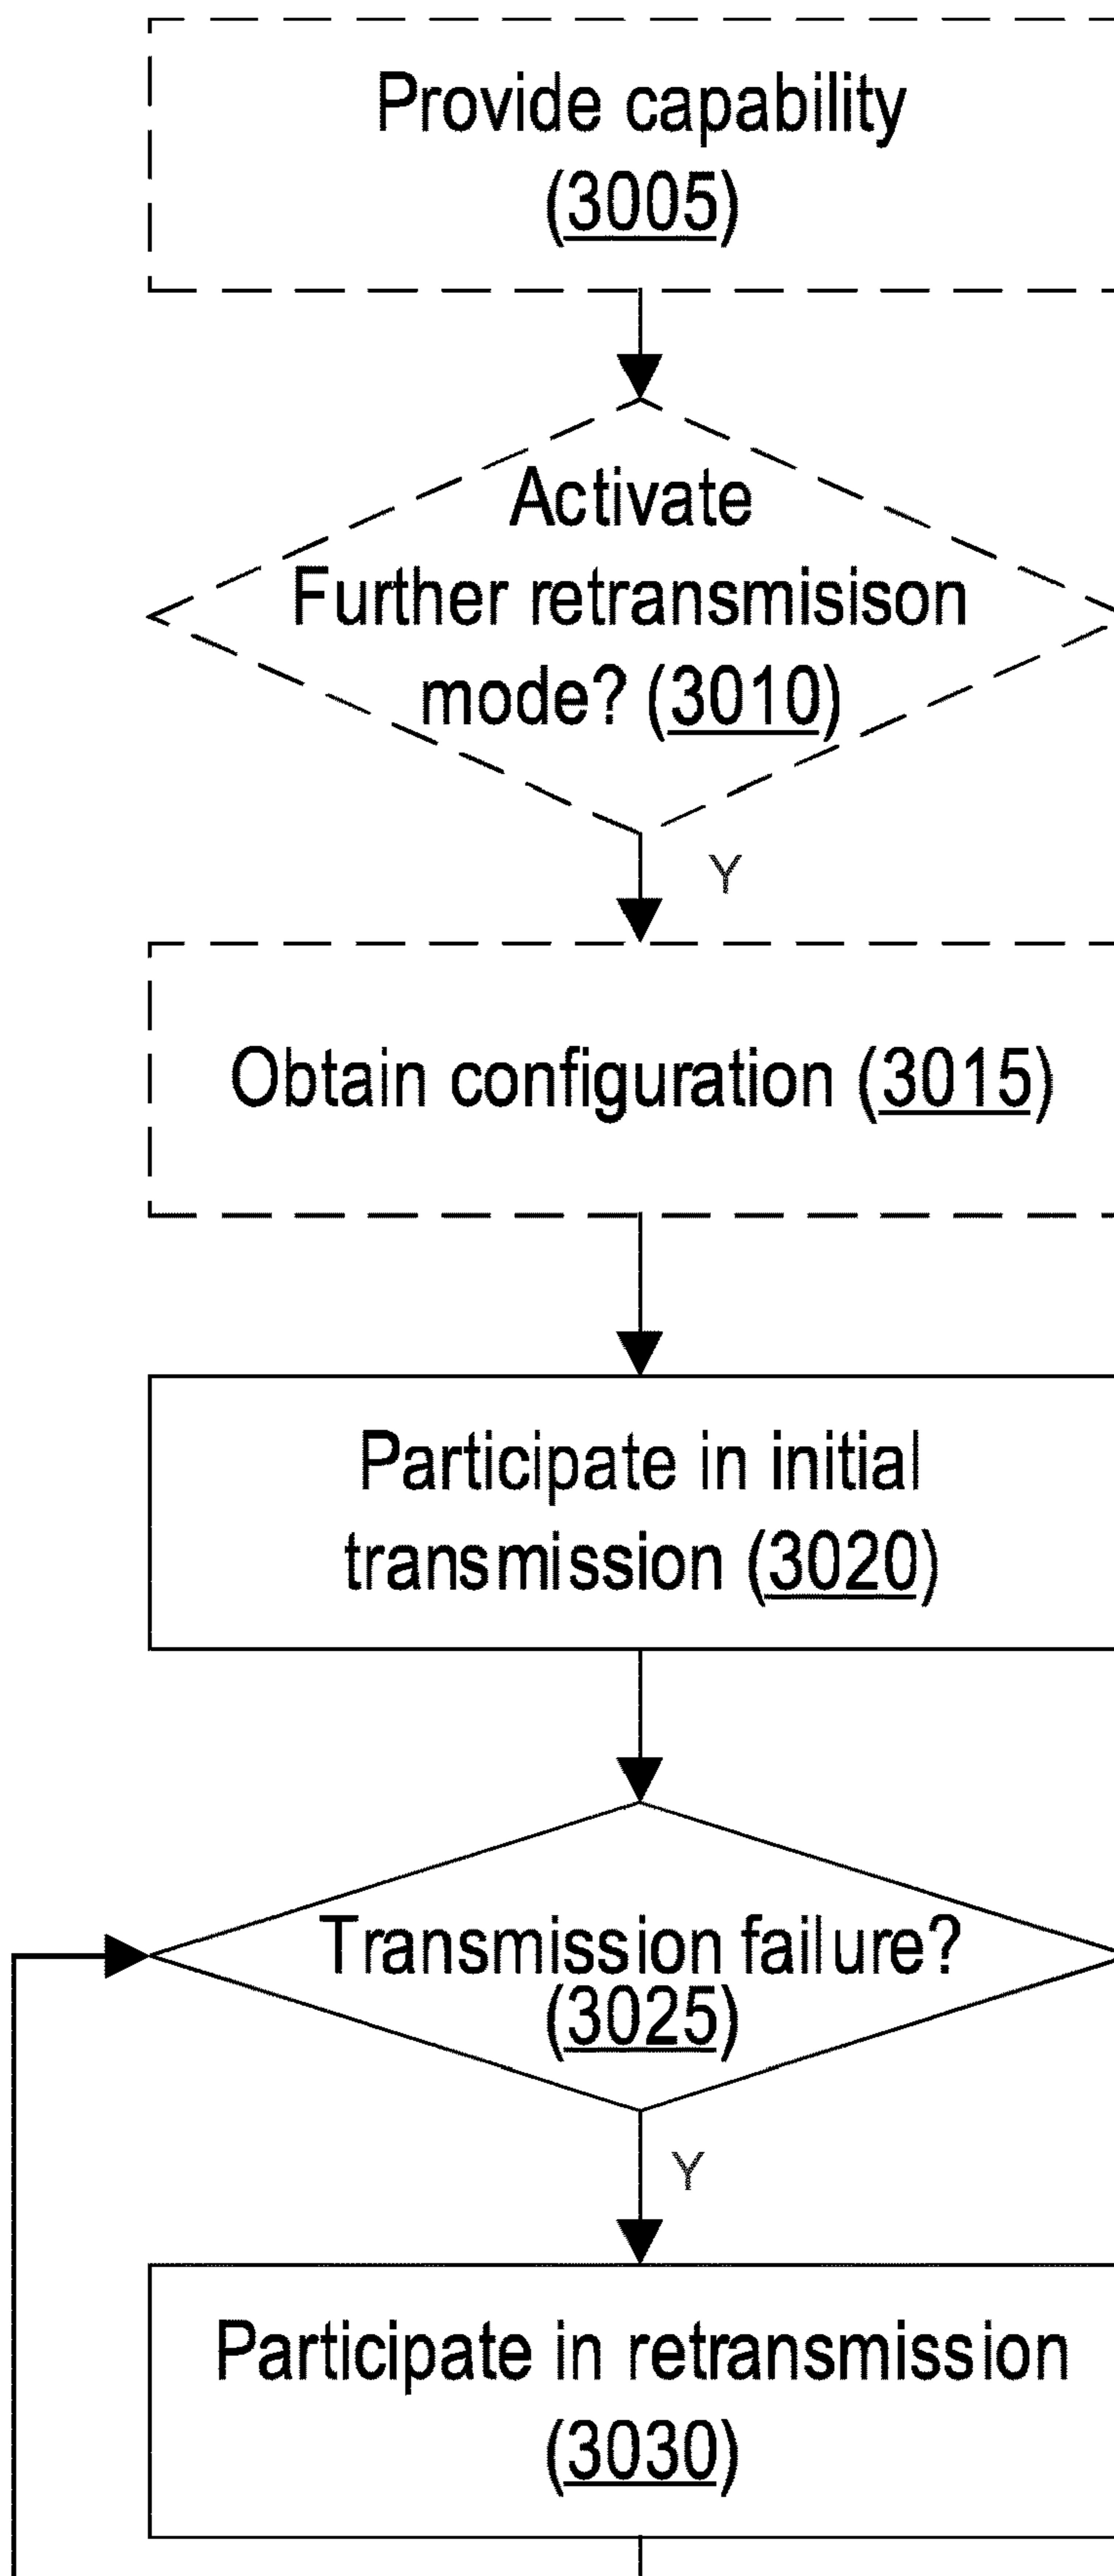 Provide capability
(3005)
Activate
Further retransmisison
mode? (3010)
Y
Obtain configuration (3015)
Participate in initial
transmission (3020)
Transmission failure?
(3025)
Y
Participate in retransmission
(3030)